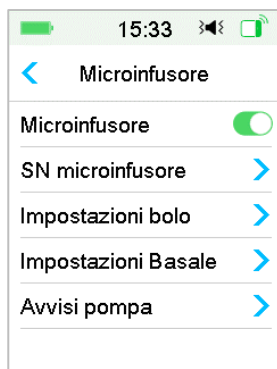 15:33
Microinfusore
Microinfusore
SN microinfusore
Impostazioni bolo
Impostazioni Basale
Avvisi pompa